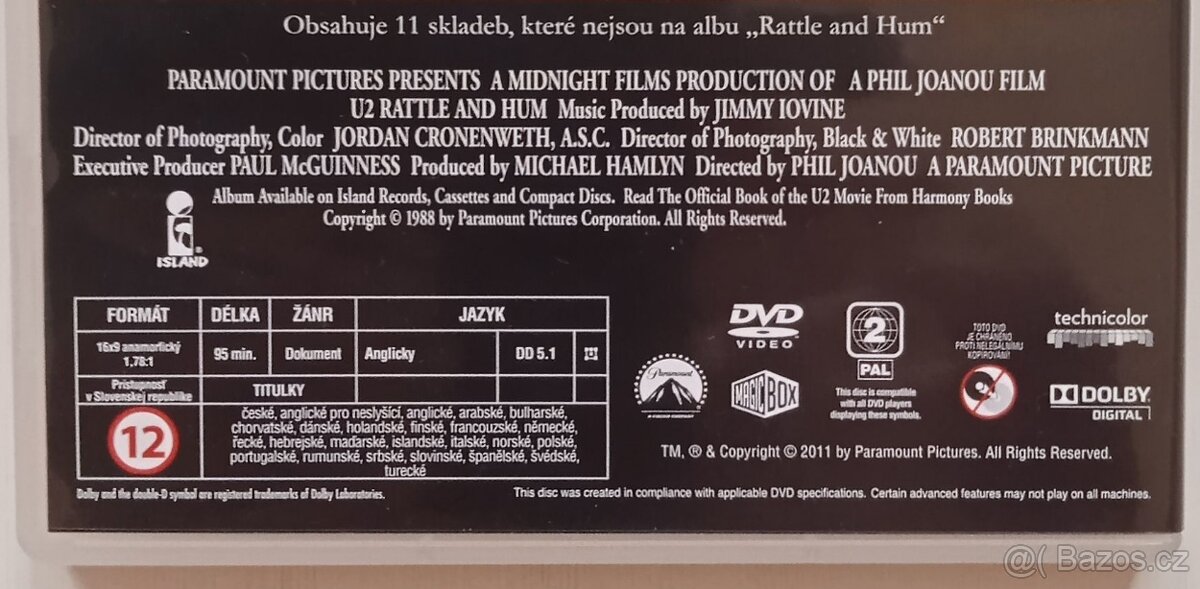 Obsahuje 11 skladeb, které nejsou na albu „Rattle and Hum“
PARAMOUNT PICTURES PRESENTS A MIDNIGHT FILMS PRODUCTION OF A PHIL JOANOU FILM
U2 RATTLE AND HUM Music Produced by JIMMY IOVINE
Director of Photography, Color JORDAN CRONENWETH, A.S.C. Director of Photography, Black & White ROBERT BRINKMANN
Executive Producer PAUL McGUINNESS Produced by MICHAEL HAMLYN Directed by PHIL JOANOU A PARAMOUNT PICTURE
Album Available on Island Records, Cassettes and Compact Discs. Read The Official Book of the U2 Movie From Harmony Books
Copyright © 1988 by Paramount Pictures Corporation. All Rights Reserved.
ISLAND
FORMÁT DÉLKA ŽÁNR JAZYK
16x9 anamorfický
1,78:1
95 min. Dokument Anglicky DD 5.1
Prístupnosť
v Slovenskej republike
TITULKY
12
české, anglické pro neslyšící, anglické, arabské, bulharské,
chorvatské, dánské, holandské, finské, francouzské, německé,
řecké, hebrejské, maďarské, islandské, italské, norské, polské,
portugalské, rumunské, srbské, slovinské, španělské, švédské,
turecké
DVD
VIDEO
2
PAL
This disc is compatible
with all DVD players
displaying these symbols.
TOTO DVD
JE CHRÁNĚNO
PROTI NELEGÁLNÍMU
KOPÍROVÁNÍ
technicolor
Paramount
MAGIC BOX
DOLBY
DIGITAL
TM, ® & Copyright © 2011 by Paramount Pictures. All Rights Reserved.
Dolby and the double-D symbol are registered trademarks of Dolby Laboratories.
This disc was created in compliance with applicable DVD specifications. Certain advanced features may not play on all machines.
@( Bazos.cz